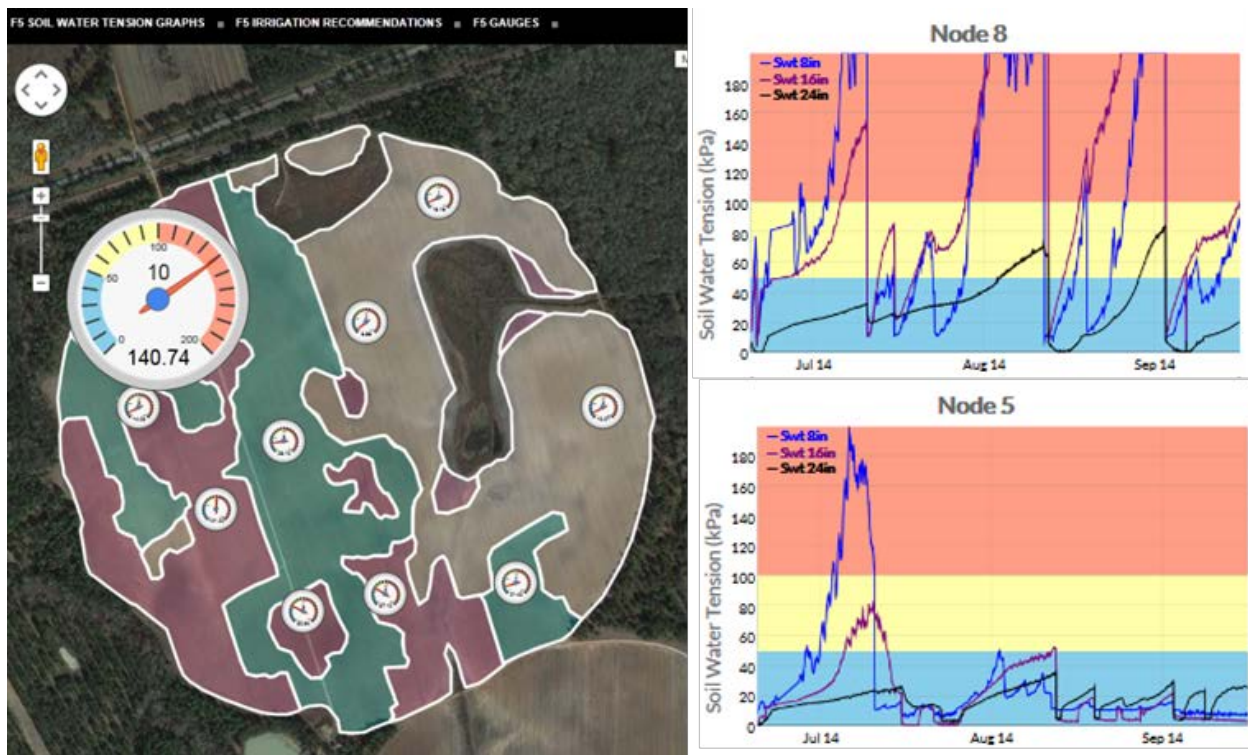 F5 SOIL WATER TENSION GRAPHS F5 IRRIGATION RECOMMENDATIONS F5 GAUGES
M
0
50
100
200
10
140.74
Node 8
Swt 8in
Swt 16in
Swt 24in
Soil Water Tension (kPa)
180
160
140
120
100
80
60
40
20
0
Jul 14 Aug 14 Sep 14
Node 5
Swt 8in
Swt 16in
Swt 24in
Soil Water Tension (kPa)
180
160
140
120
100
80
60
40
20
0
Jul 14 Aug 14 Sep 14